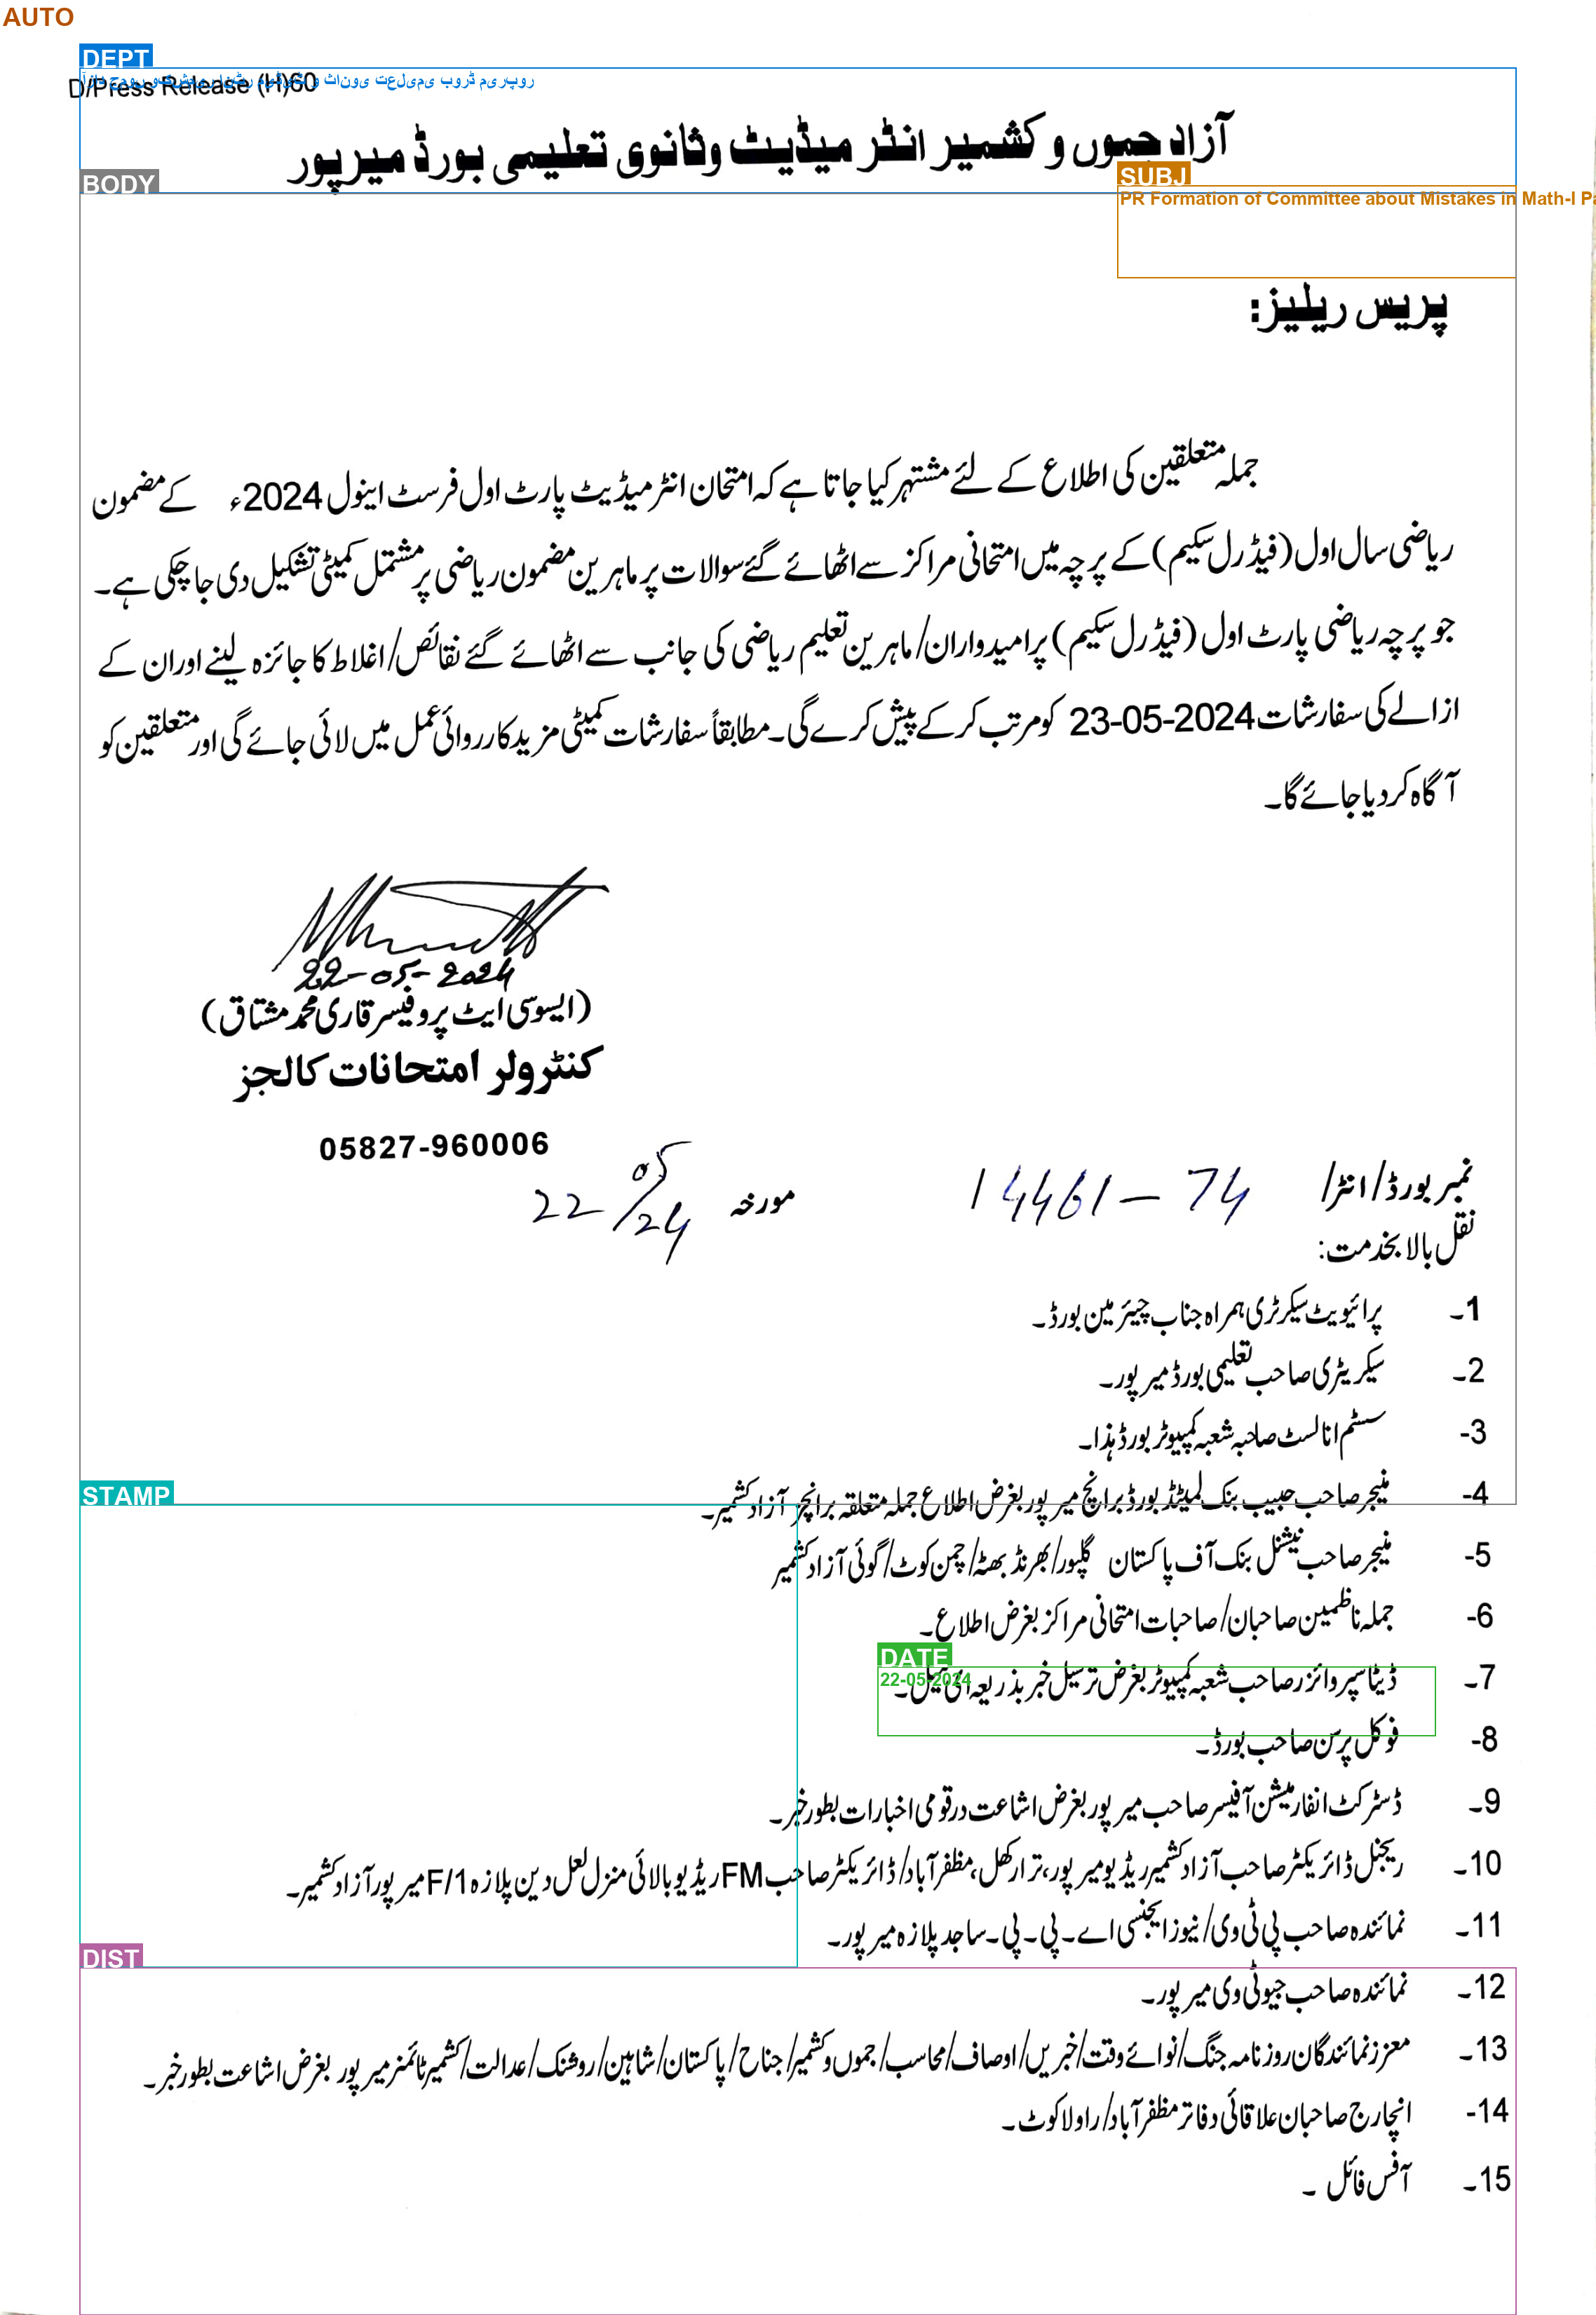 AUTO
DEPT
D/Press Release (H)60
آزاد جموں و کشمیر انٹر میڈیٹ وثانوی تعلیمی بورڈ میرپور
BODY
SUBJ
PR Formation of Committee about Mistakes in Math-I Pa
پریس ریلیز:
جملہ متعلقین کی اطلاع کے لئے مشتہر کیا جاتا ہے کہ امتحان انٹر میڈیٹ پارٹ اول فرسٹ اینول 2024ء کے مضمون
ریاضی سال اول (فیڈرل سکیم) کے پرچہ میں امتحانی مراکز سے اٹھائے گئے سوالات پر ماہرین مضمون ریاضی پر مشتمل کمیٹی تشکیل دی جا چکی ہے۔
جو پرچہ ریاضی پارٹ اول (فیڈرل سکیم) پر امیدواران/ماہرین تعلیم ریاضی کی جانب سے اٹھائے گئے نقائص/اغلاط کا جائزہ لینے اور ان کے
ازالے کی سفارشات 23-05-2024 کو مرتب کر کے پیش کرے گی۔ مطابقاً سفارشات کمیٹی مزید کارروائی عمل میں لائی جائے گی اور متعلقین کو
آگاہ کر دیا جائے گا۔
22-05-2024
(ایسوسی ایٹ پروفیسر قاری محمد مشتاق)
کنٹرولر امتحانات کالجز
05827-960006
نمبر بورڈ/انٹر/ 14461-74 مورخہ 22/05/24
نقل بالا بخدمت:
1۔ پرائیویٹ سیکرٹری ہمراہ جناب چیئرمین بورڈ۔
2۔ سیکریٹری صاحب تعلیمی بورڈ میرپور۔
3- سسٹم انالسٹ صاحبہ شعبہ کمپیوٹر بورڈ ہذا۔
STAMP
4- منیجر صاحب حبیب بنک لمیٹڈ بورڈ برانچ میرپور بغرض اطلاع جملہ متعلقہ برانچز آزاد کشمیر۔
5- منیجر صاحب نیشنل بنک آف پاکستان گلپور/بھرنڈ بھٹہ/چمن کوٹ/گوئی آزاد کشمیر
6- جملہ ناظمین صاحبان/صاحبات امتحانی مراکز بغرض اطلاع۔
DATE
22-05-2024
7۔ ڈیٹا سپروائزر صاحب شعبہ کمپیوٹر بغرض ترسیل خبر بذریعہ ای میل۔
8- فوکل پرسن صاحب بورڈ۔
9۔ ڈسٹرکٹ انفارمیشن آفیسر صاحب میرپور بغرض اشاعت در قومی اخبارات بطور خبر۔
10۔ ریجنل ڈائریکٹر صاحب آزاد کشمیر ریڈیو میرپور، تراڑکھل، مظفرآباد/ڈائریکٹر صاحب FM ریڈیو بالائی منزل لعل دین پلازہ F/1 میرپور آزاد کشمیر۔
11۔ نمائندہ صاحب پی ٹی وی/نیوز ایجنسی اے۔پی۔پی۔ساجد پلازہ میرپور۔
DIST
12۔ نمائندہ صاحب جیو ٹی وی میرپور۔
13۔ معزز نمائندگان روزنامہ جنگ/نوائے وقت/خبریں/اوصاف/محاسب/جموں و کشمیر/جناح/پاکستان/شاہین/روشنک/عدالت/کشمیر ٹائمنز میرپور بغرض اشاعت بطور خبر۔
14- انچارج صاحبان علاقائی دفاتر مظفرآباد/راولاکوٹ۔
15۔ آفس فائل ۔